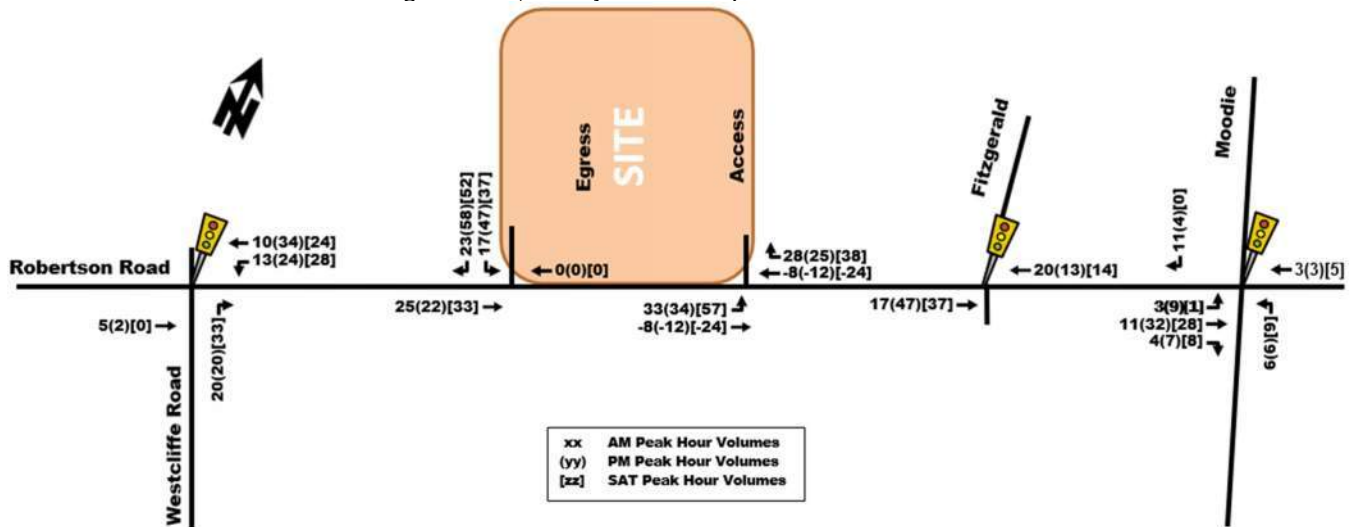 SITE
Egress
Access
Fitzgerald
Moodie
23(58)[52]
17(47)[37]
11(4)[0]
10(34)[24]
13(24)[28]
Robertson Road
0(0)[0]
28(25)[38]
-8(-12)[-24]
20(13)[14]
3(3)[5]
5(2)[0]
20(20)[33]
25(22)[33]
33(34)[57]
-8(-12)[-24]
17(47)[37]
3(9)[1]
11(32)[28]
4(7)[8]
6(6)[9]
Westcliffe Road
xx AM Peak Hour Volumes
(yy) PM Peak Hour Volumes
[zz] SAT Peak Hour Volumes